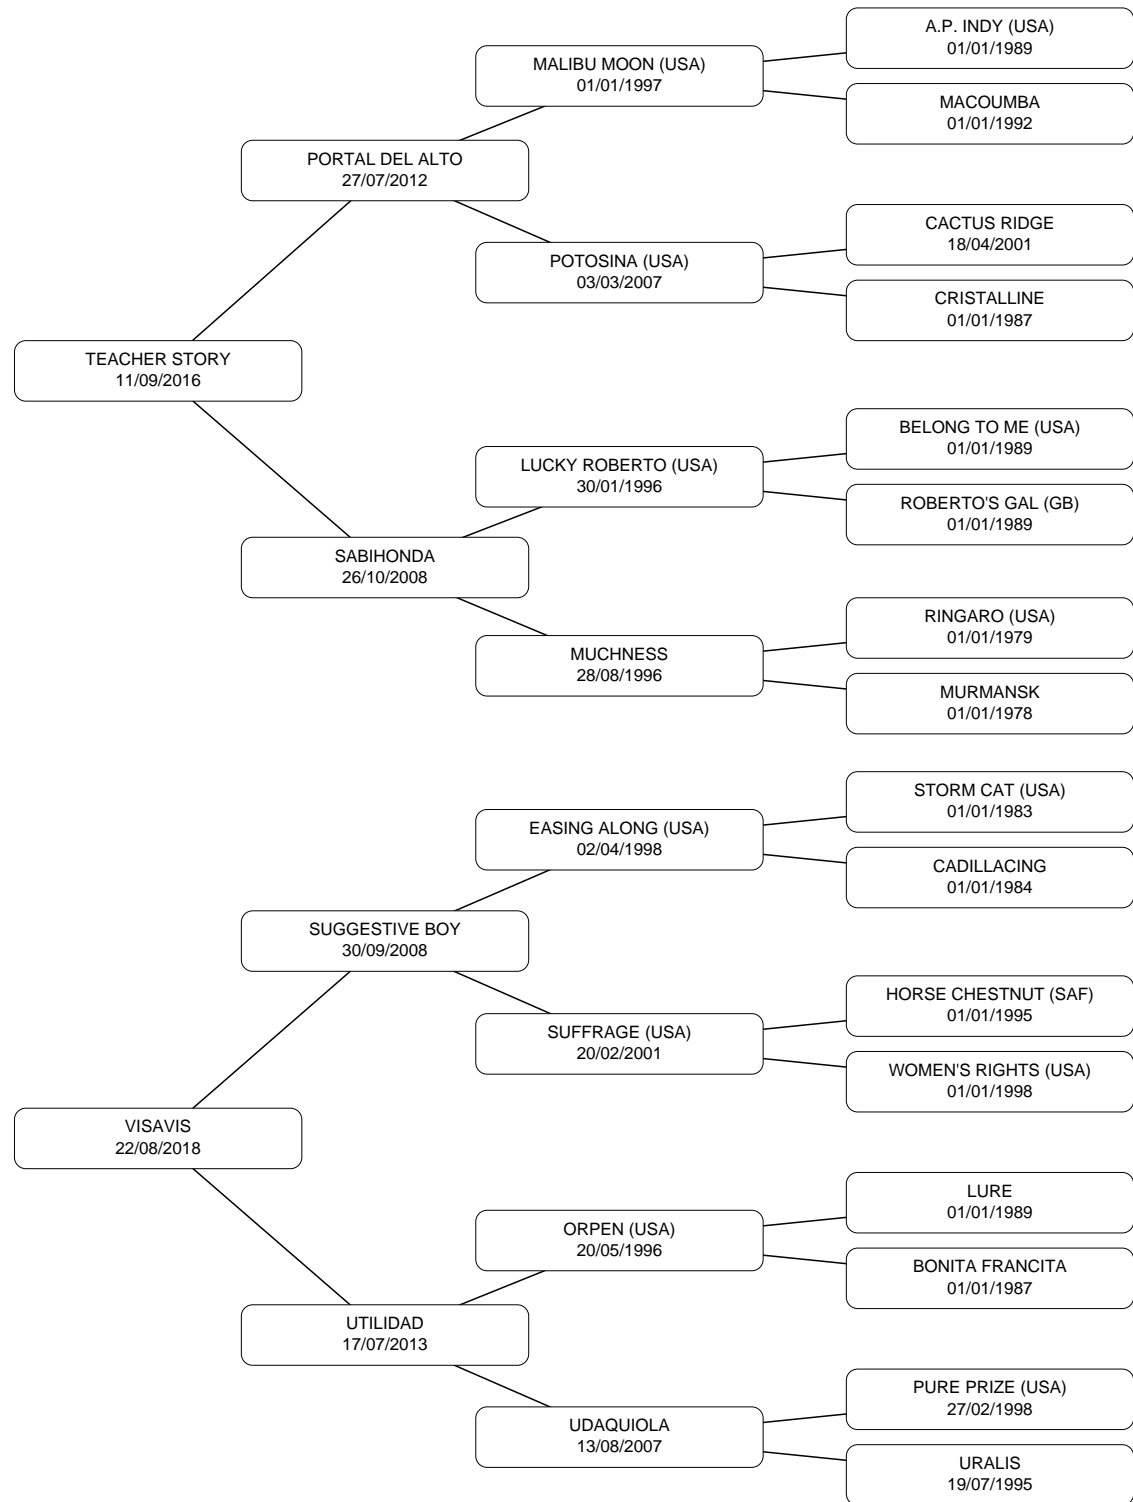 A.P. INDY (USA)
01/01/1989
MALIBU MOON (USA)
01/01/1997
MACOUMBA
01/01/1992
PORTAL DEL ALTO
27/07/2012
CACTUS RIDGE
18/04/2001
POTOSINA (USA)
03/03/2007
CRISTALLINE
01/01/1987
TEACHER STORY
11/09/2016
BELONG TO ME (USA)
01/01/1989
LUCKY ROBERTO (USA)
30/01/1996
ROBERTO'S GAL (GB)
01/01/1989
SABIHONDA
26/10/2008
RINGARO (USA)
01/01/1979
MUCHNESS
28/08/1996
MURMANSK
01/01/1978
STORM CAT (USA)
01/01/1983
EASING ALONG (USA)
02/04/1998
CADILLACING
01/01/1984
SUGGESTIVE BOY
30/09/2008
HORSE CHESTNUT (SAF)
01/01/1995
SUFFRAGE (USA)
20/02/2001
WOMEN'S RIGHTS (USA)
01/01/1998
VISAVIS
22/08/2018
LURE
01/01/1989
ORPEN (USA)
20/05/1996
BONITA FRANCITA
01/01/1987
UTILIDAD
17/07/2013
PURE PRIZE (USA)
27/02/1998
UDAQUIOLA
13/08/2007
URALIS
19/07/1995